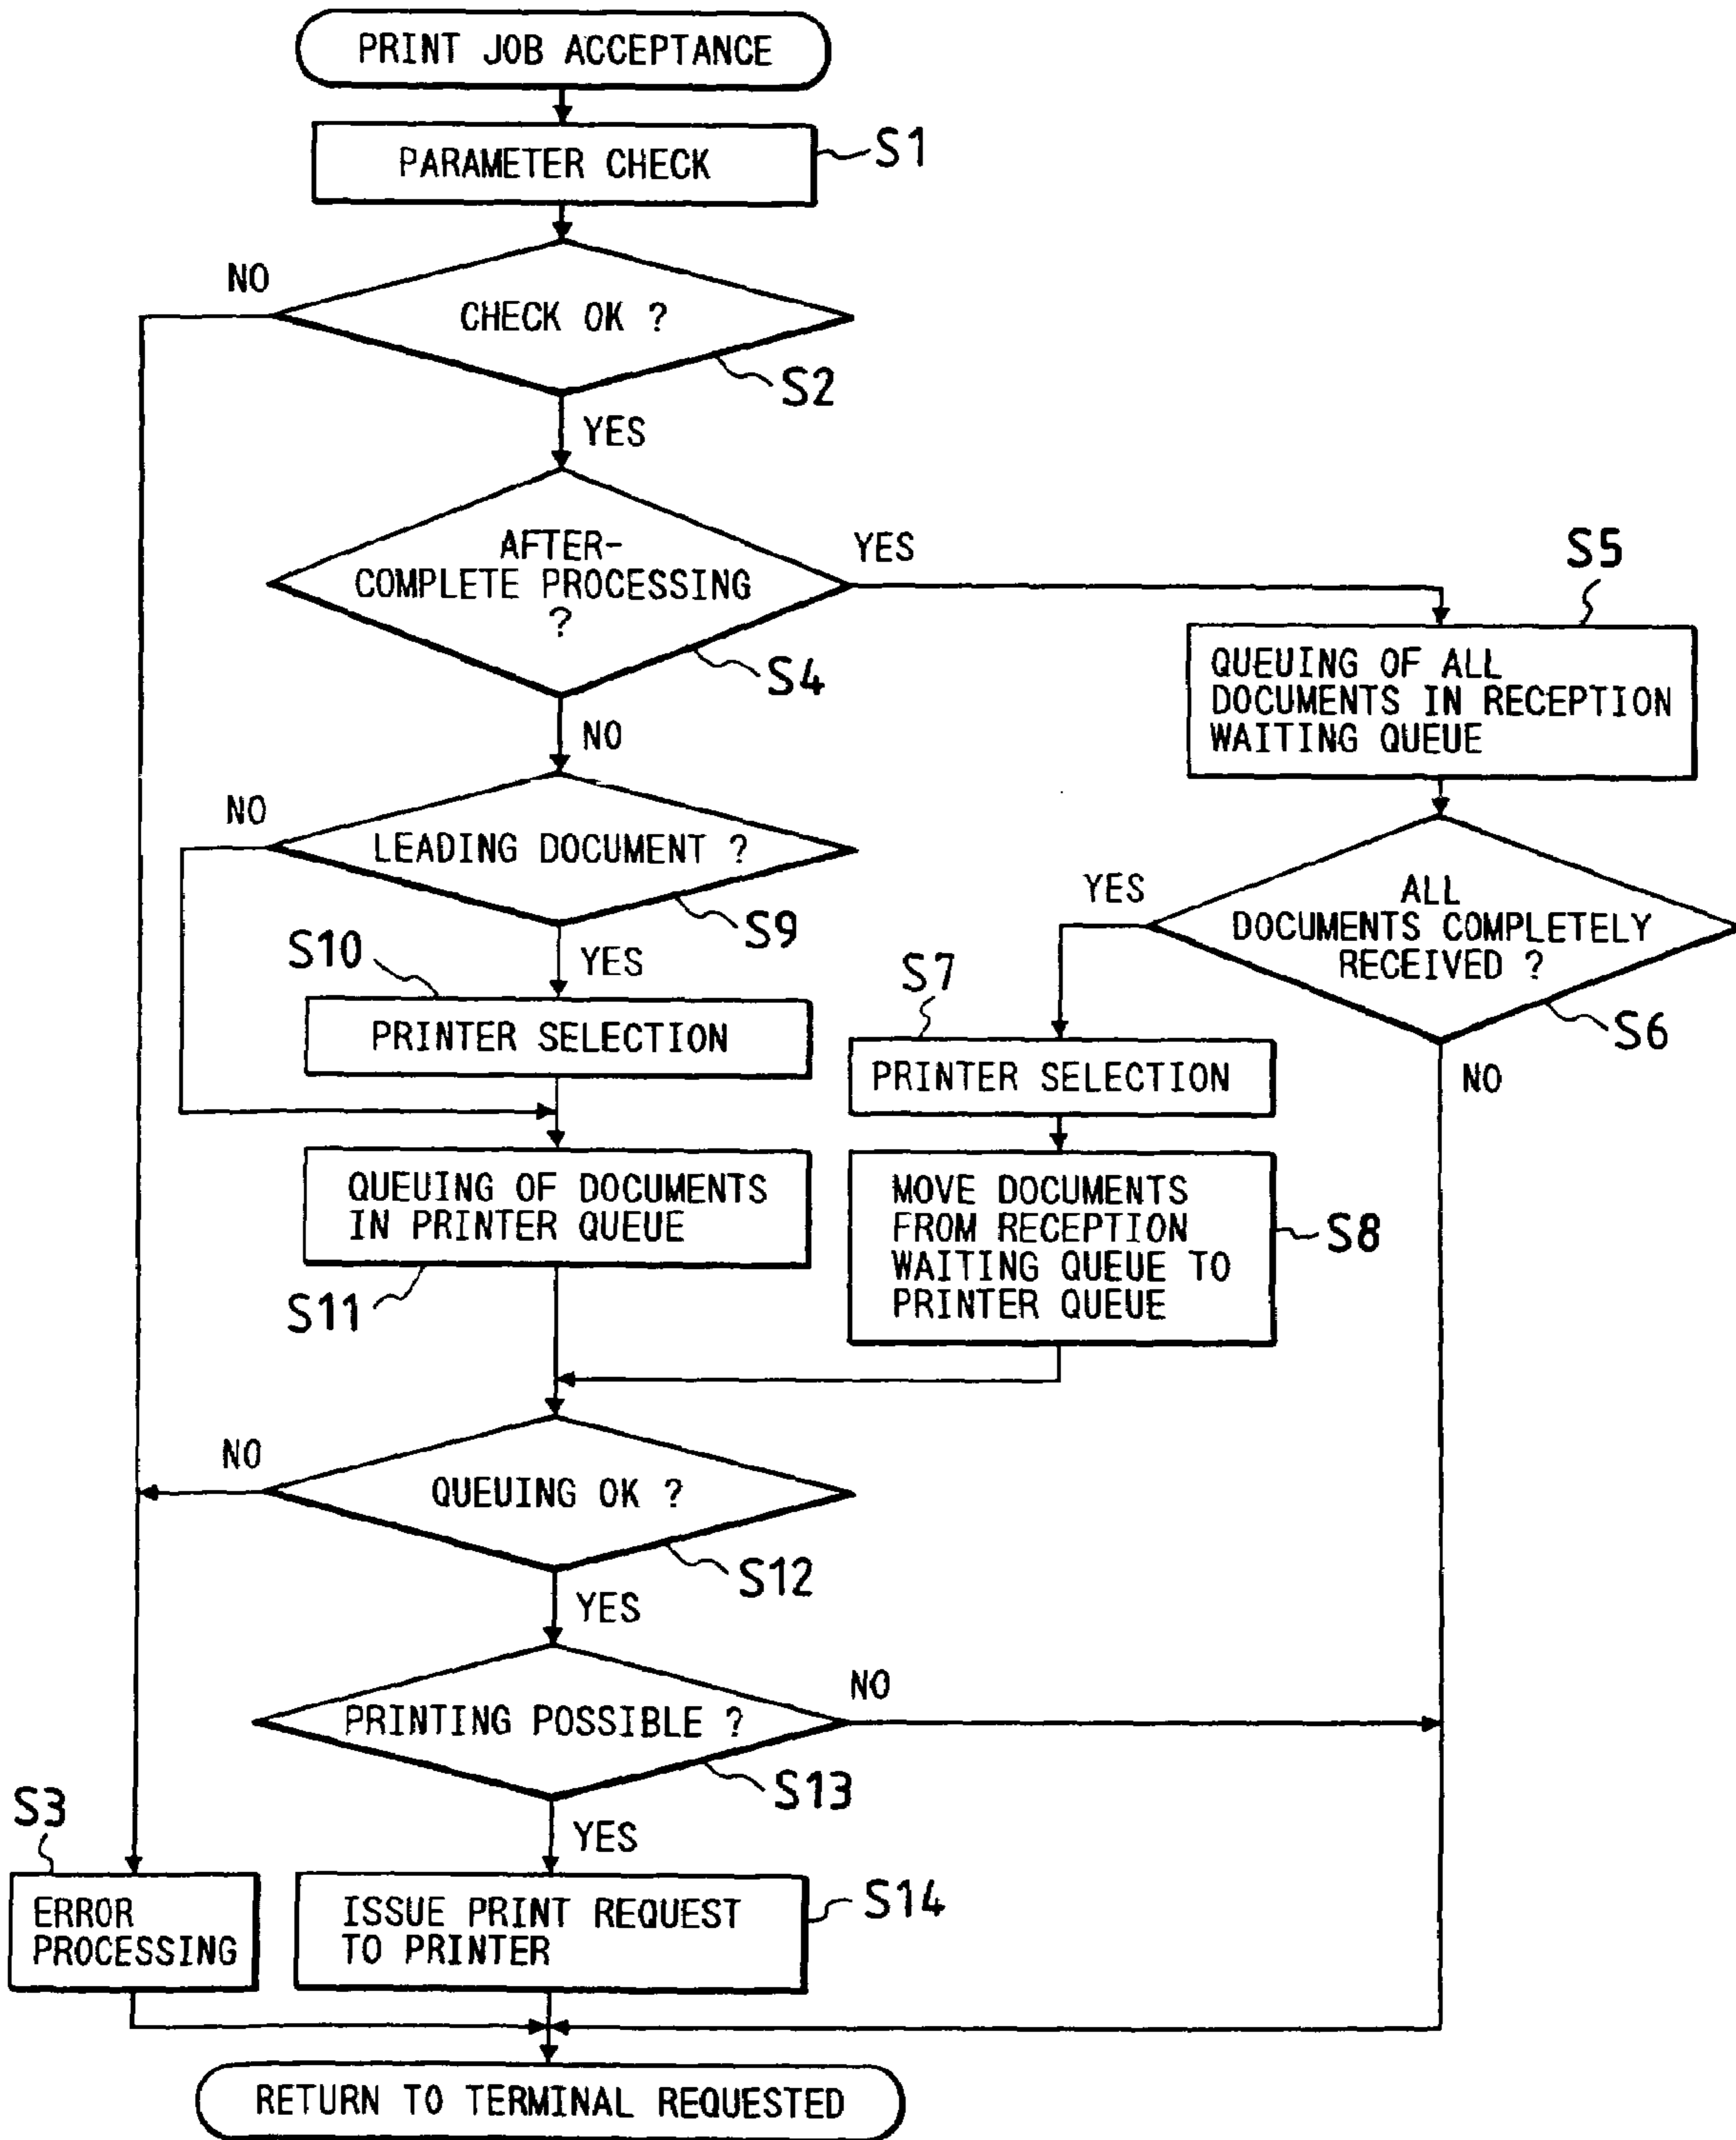 PRINT JOB ACCEPTANCE
PARAMETER CHECK
S1
NO
CHECK OK ?
S2
YES
AFTER-
COMPLETE PROCESSING
?
YES
S4
S5
QUEUING OF ALL
DOCUMENTS IN RECEPTION
WAITING QUEUE
NO
NO
LEADING DOCUMENT ?
S9
YES
ALL
DOCUMENTS COMPLETELY
RECEIVED ?
S6
NO
S10
YES
PRINTER SELECTION
S7
PRINTER SELECTION
QUEUING OF DOCUMENTS
IN PRINTER QUEUE
S11
MOVE DOCUMENTS
FROM RECEPTION
WAITING QUEUE TO
PRINTER QUEUE
S8
NO
QUEUING OK ?
S12
YES
NO
PRINTING POSSIBLE ?
S13
YES
S3
ERROR
PROCESSING
ISSUE PRINT REQUEST
TO PRINTER
S14
RETURN TO TERMINAL REQUESTED